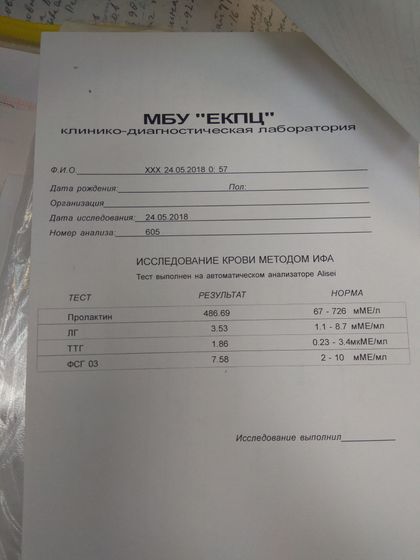 МБУ "ЕКПЦ"
клинико-диагностическая лаборатория
Ф.И.О. ХХХ 24.05.2018 0: 57
Дата рождения: Пол:
Организация
Дата исследования: 24.05.2018
Номер анализа: 605
ИССЛЕДОВАНИЕ КРОВИ МЕТОДОМ ИФА
Тест выполнен на автоматическом анализаторе Alisei
ТЕСТ РЕЗУЛЬТАТ НОРМА
Пролактин 486.69 67 - 726 мМЕ/л
ЛГ 3.53 1.1 - 8.7 мМЕ/мл
ТТГ 1.86 0.23 - 3.4мкМЕ/мл
ФСГ 03 7.58 2 - 10 мМЕ/мл
Исследование выполнил